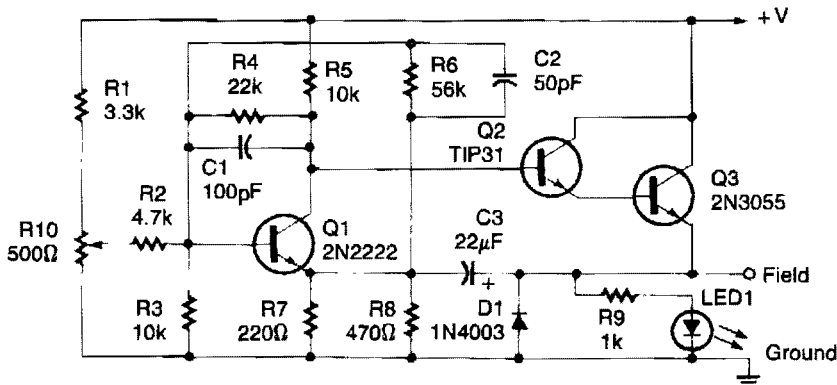 +V
R1
3.3k
R4
22k
R5
10k
R6
56k
C2
50pF
C1
100pF
Q2
TIP31
R2
4.7k
Q1
2N2222
Q3
2N3055
R10
500Ω
C3
22µF
+
Field
R3
10k
R7
220Ω
R8
470Ω
D1
1N4003
R9
1k
LED1
Ground